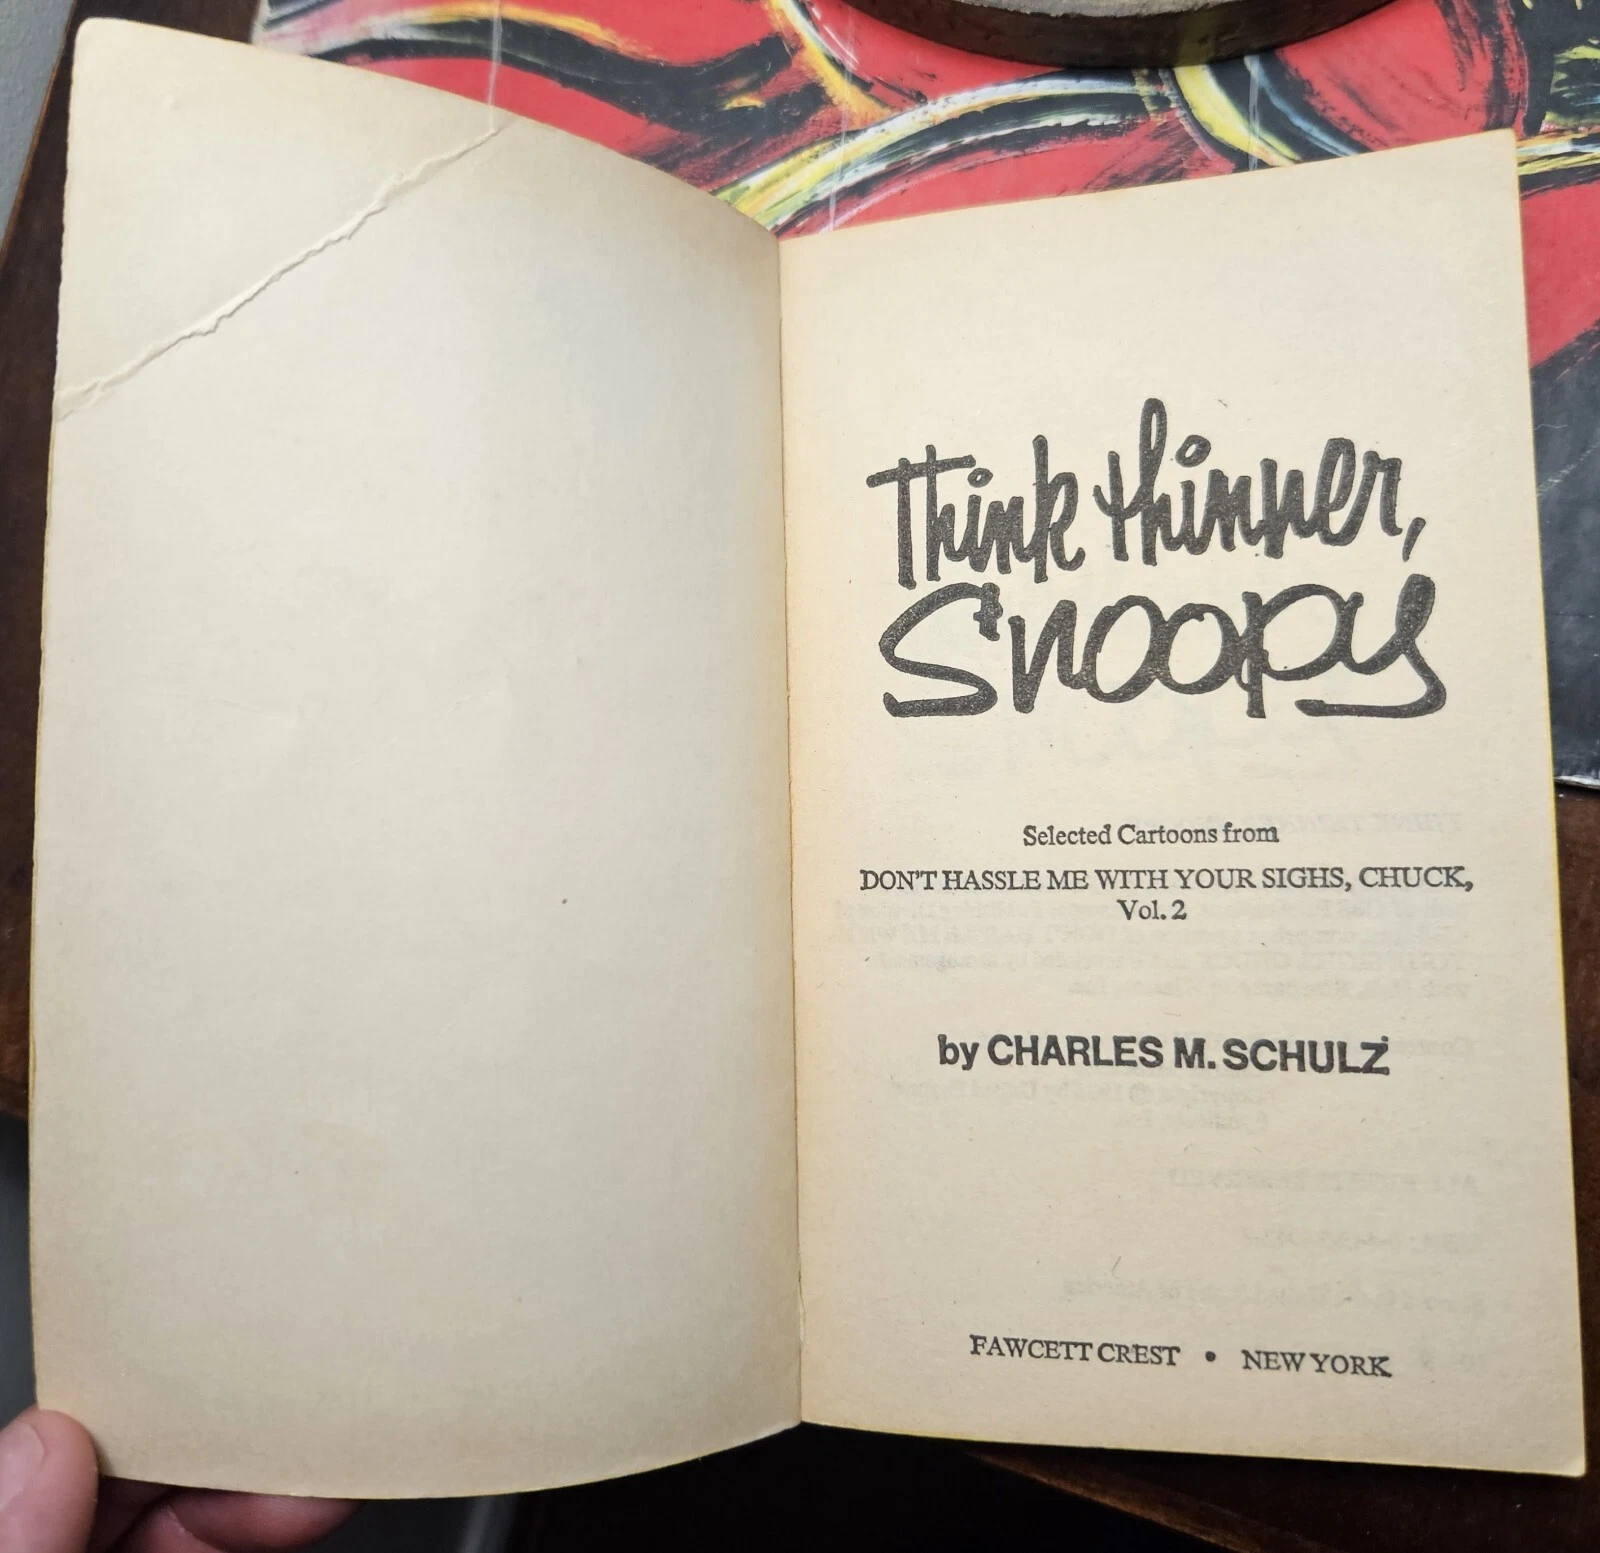 Think thinner,
Snoopy
Selected Cartoons from
DON'T HASSLE ME WITH YOUR SIGHS, CHUCK,
Vol. 2
by CHARLES M. SCHULZ
FAWCETT CREST • NEW YORK